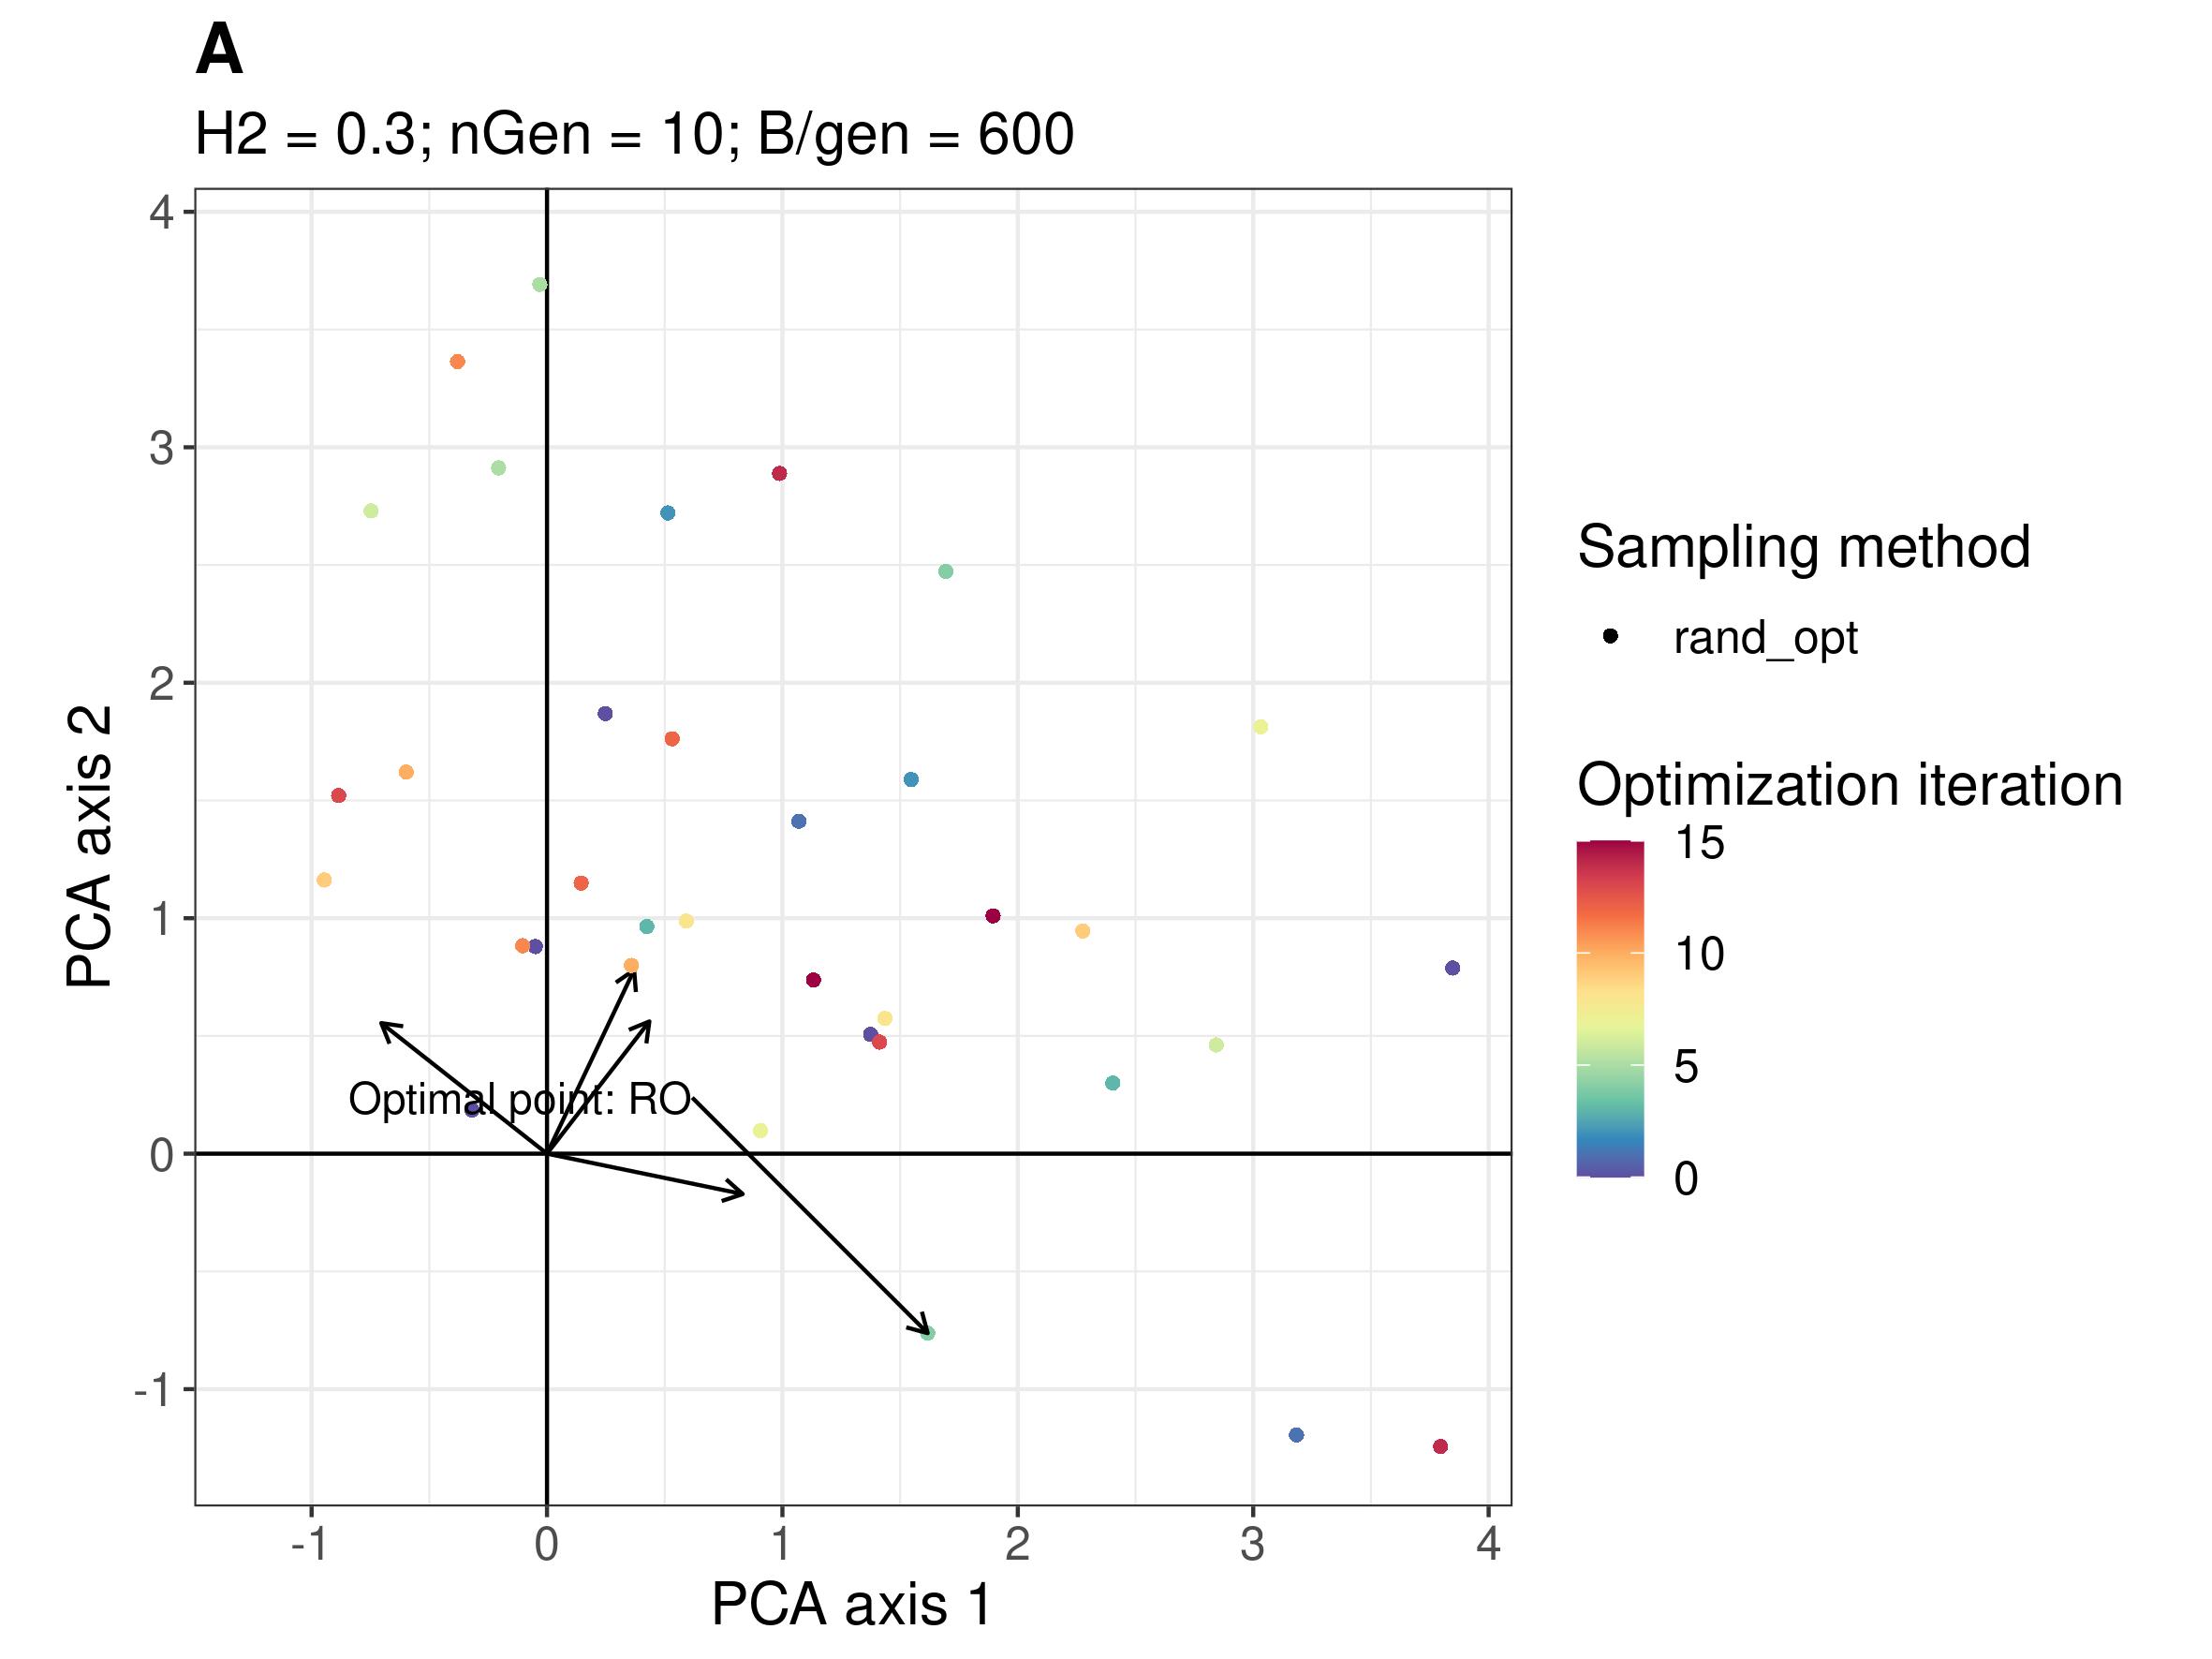 A
H2 = 0.3; nGen = 10; B/gen = 600
4
3
2
1
0
-1
PCA axis 2
Optimal point: RO
-1
0
1
2
3
4
PCA axis 1
Sampling method
rand_opt
Optimization iteration
15
10
5
0